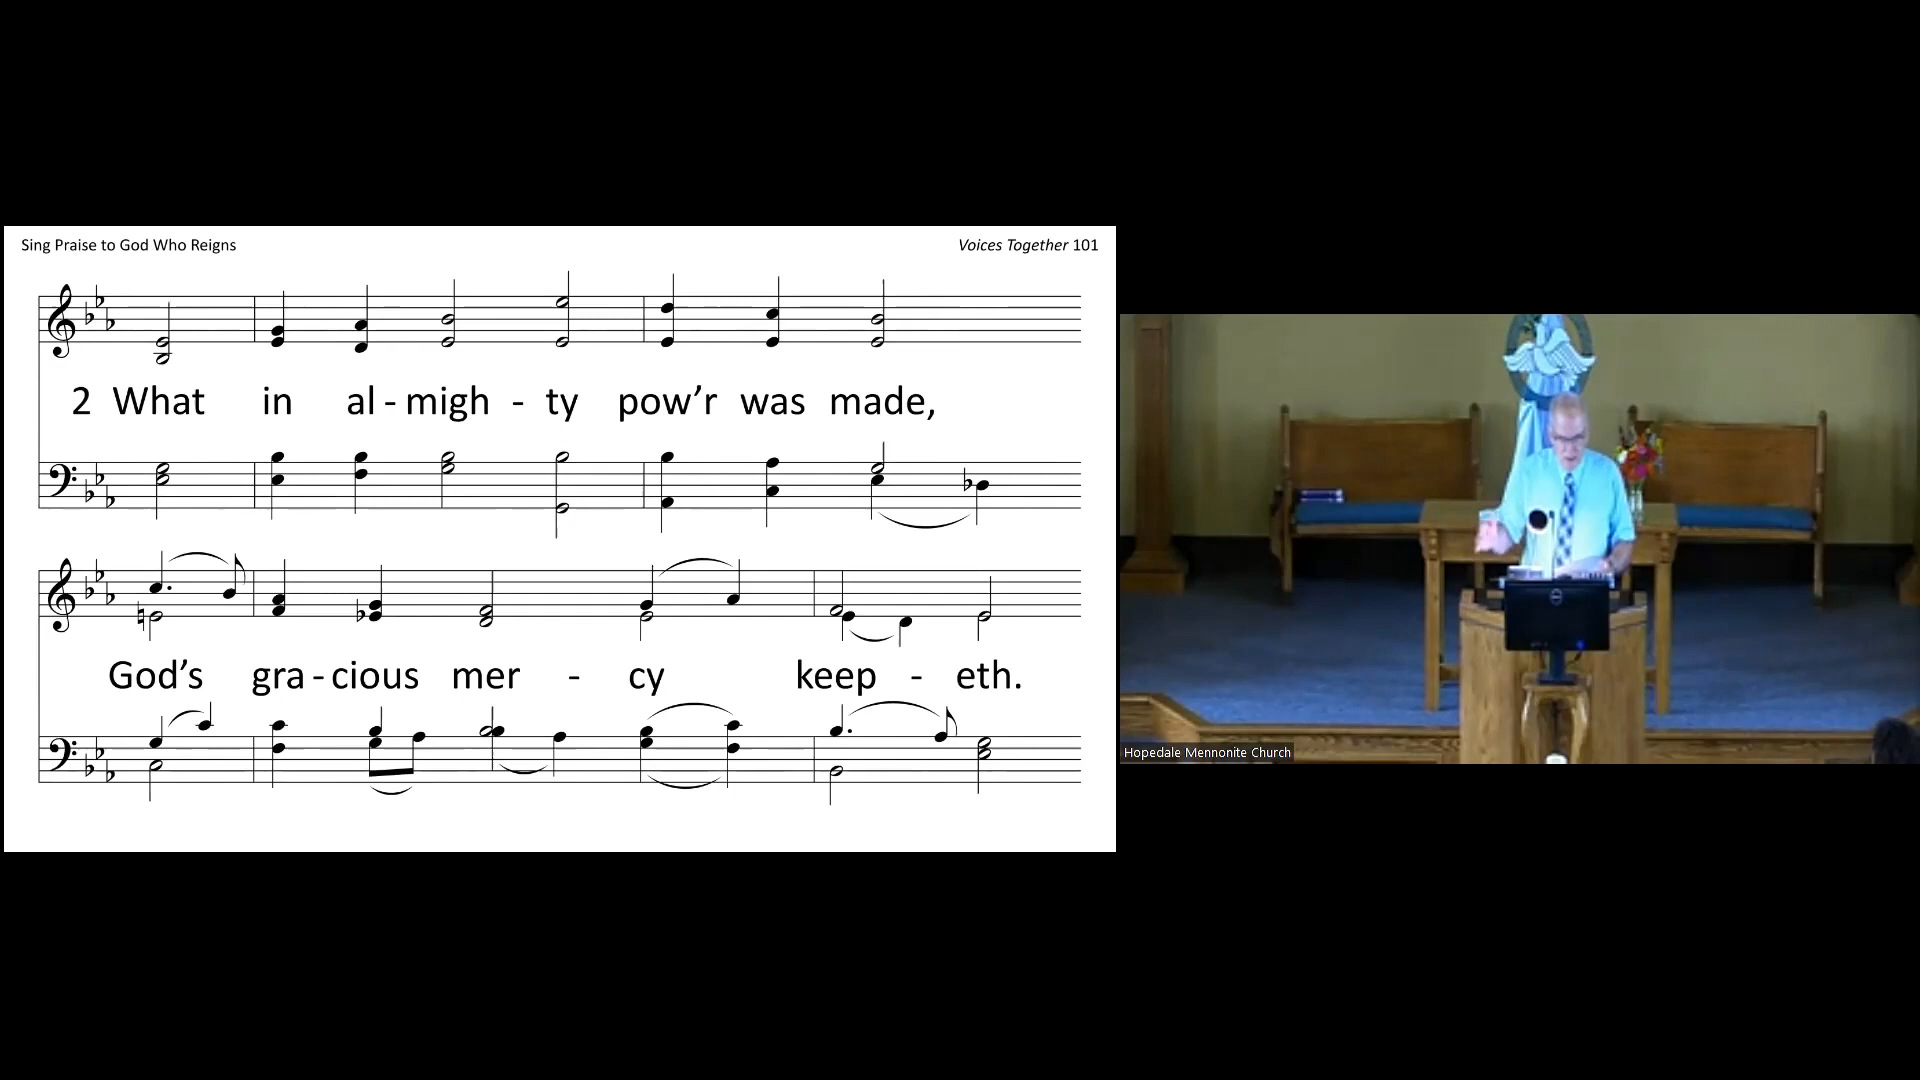 Sing Praise to God Who Reigns
Voices Together 101
2 What in al - migh - ty pow’r was made,
God’s gra - cious mer - cy keep - eth.
Hopedale Mennonite Church